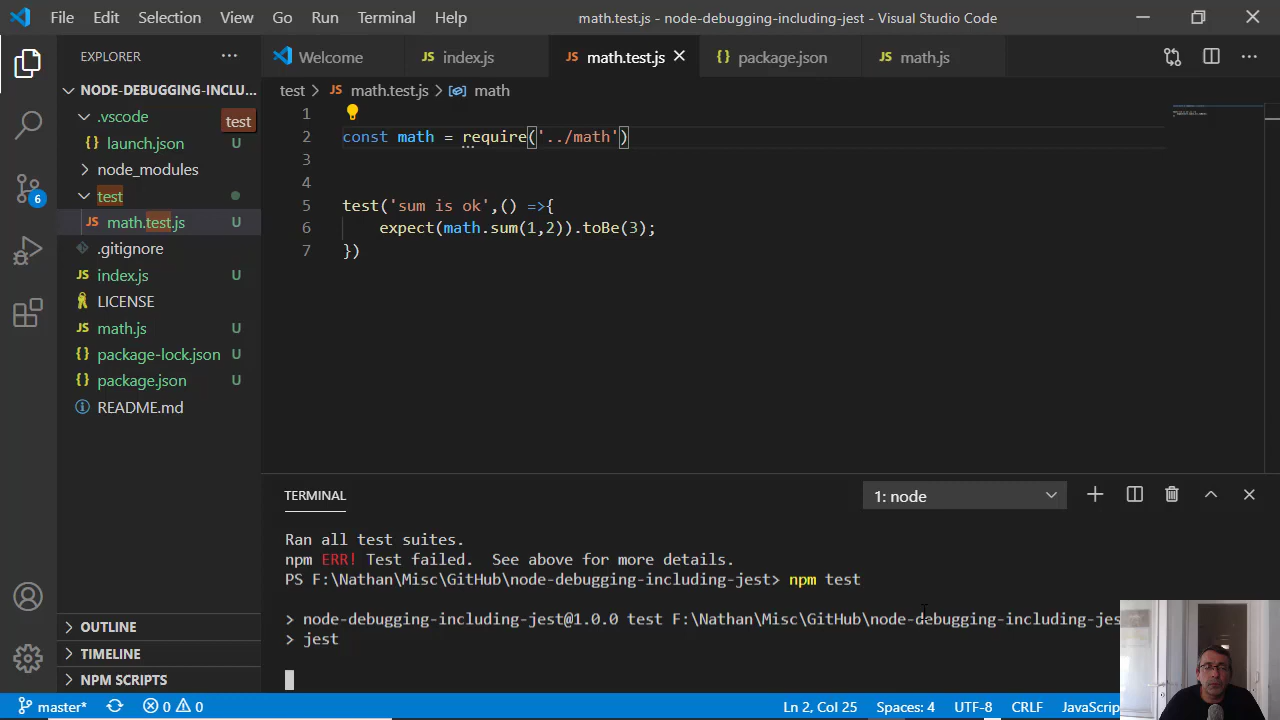 File Edit Selection View Go Run Terminal Help
math.test.js - node-debugging-including-jest - Visual Studio Code
EXPLORER
Welcome
JS index.js
JS math.test.js
{} package.json
JS math.js
NODE-DEBUGGING-INCLU...
test > JS math.test.js > math
.vscode
test
launch.json U
node_modules
test
JS math.test.js U
.gitignore
JS index.js U
LICENSE
JS math.js U
{} package-lock.json U
{} package.json U
README.md
6
OUTLINE
TIMELINE
NPM SCRIPTS
1
2 const math = require('../math')
3
4
5 test('sum is ok',() =>{
6 expect(math.sum(1,2)).toBe(3);
7 })
TERMINAL
1: node
Ran all test suites.
npm ERR! Test failed. See above for more details.
PS F:\Nathan\Misc\GitHub\node-debugging-including-jest> npm test
> node-debugging-including-jest@1.0.0 test F:\Nathan\Misc\GitHub\node-debugging-including-jes
> jest
master* 0 0 Ln 2, Col 25 Spaces: 4 UTF-8 CRLF JavaScrip